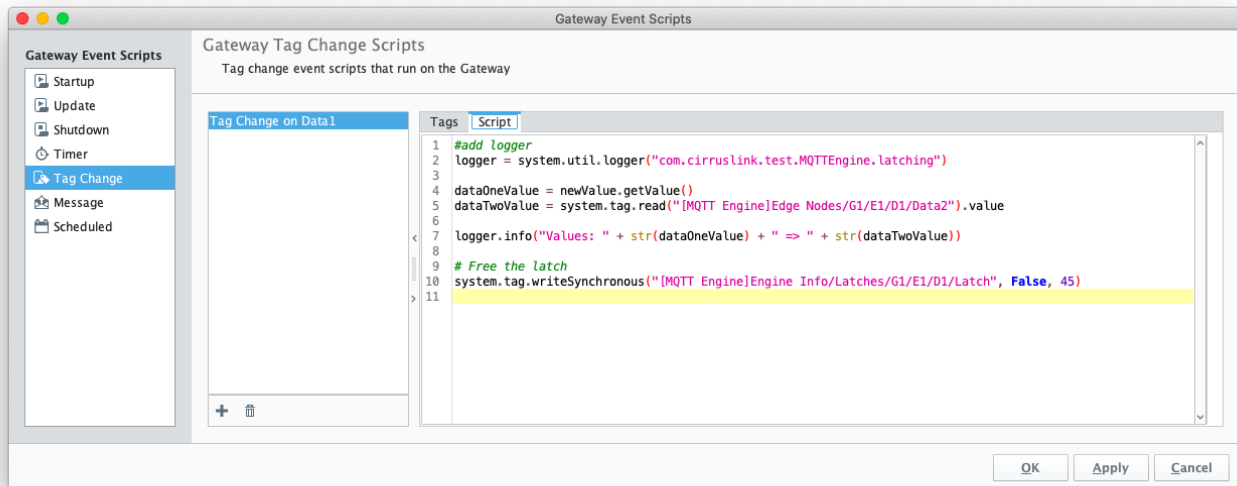 Gateway Event Scripts
Gateway Event Scripts
Startup
Update
Shutdown
Timer
Tag Change
Message
Scheduled
Gateway Tag Change Scripts
Tag change event scripts that run on the Gateway
Tag Change on Data1
Tags Script
1 #add logger
2 logger = system.util.logger("com.cirruslink.test.MQTTEngine.latching")
3
4 dataOneValue = newValue.getValue()
5 dataTwoValue = system.tag.read("[MQTT Engine]Edge Nodes/G1/E1/D1/Data2").value
6
7 logger.info("Values: " + str(dataOneValue) + " => " + str(dataTwoValue))
8
9 # Free the latch
10 system.tag.writeSynchronous("[MQTT Engine]Engine Info/Latches/G1/E1/D1/Latch", False, 45)
11
OK Apply Cancel